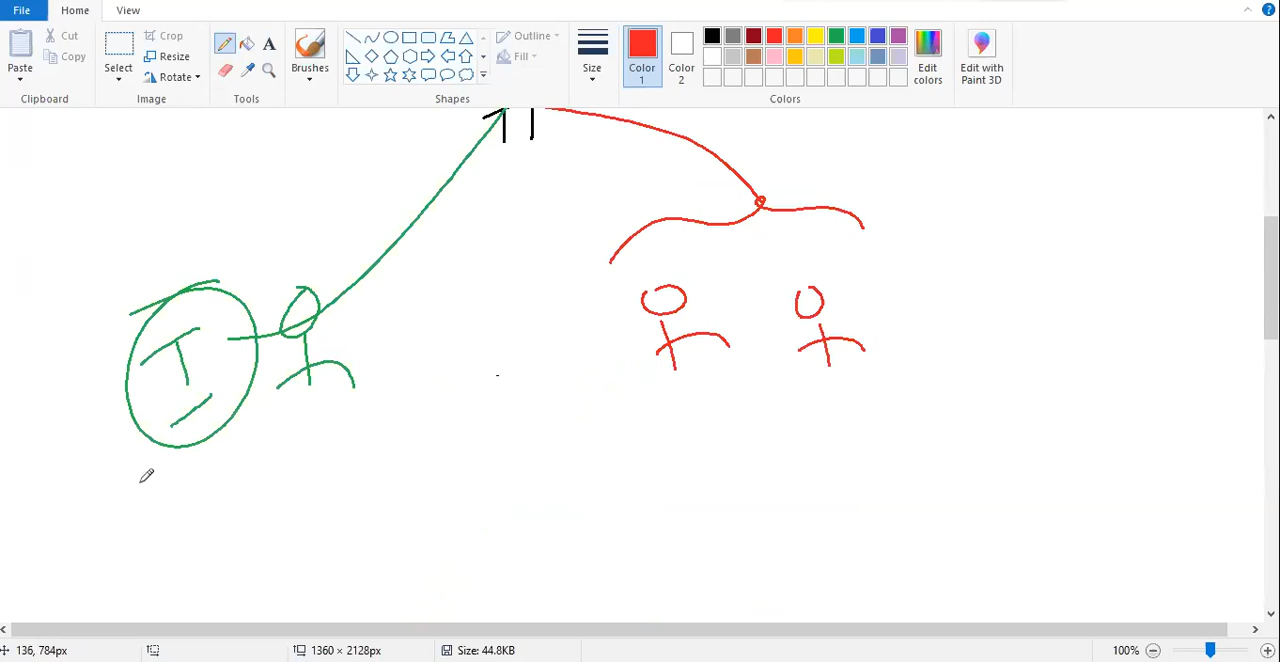 File Home View
Cut
Copy
Paste
Clipboard
Select
Crop
Resize
Rotate
Image
A
Tools
Brushes
Outline
Fill
Shapes
Size
Color 1
Color 2
Edit colors
Colors
Edit with Paint 3D
I
136, 784px
1360 × 2128px
Size: 44.8KB
100%